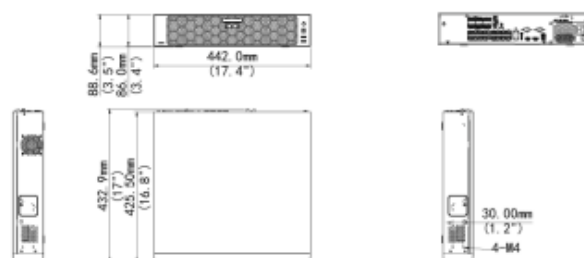 88.6mm
(3.5")
86.0mm
(3.4")
442.0mm
(17.4")
432.9mm
(17")
425.50mm
(16.8")
30.00mm
(1.2")
4-M4